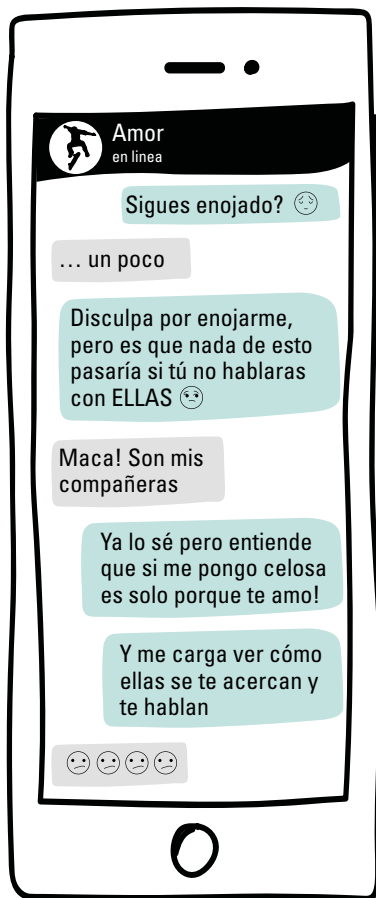 Amor
en linea
Sigues enojado? 😔
… un poco
Disculpa por enojarme,
pero es que nada de esto
pasaría si tú no hablaras
con ELLAS 😒
Maca! Son mis
compañeras
Ya lo sé pero entiende
que si me pongo celosa
es solo porque te amo!
Y me carga ver cómo
ellas se te acercan y
te hablan
😕😕😕😕